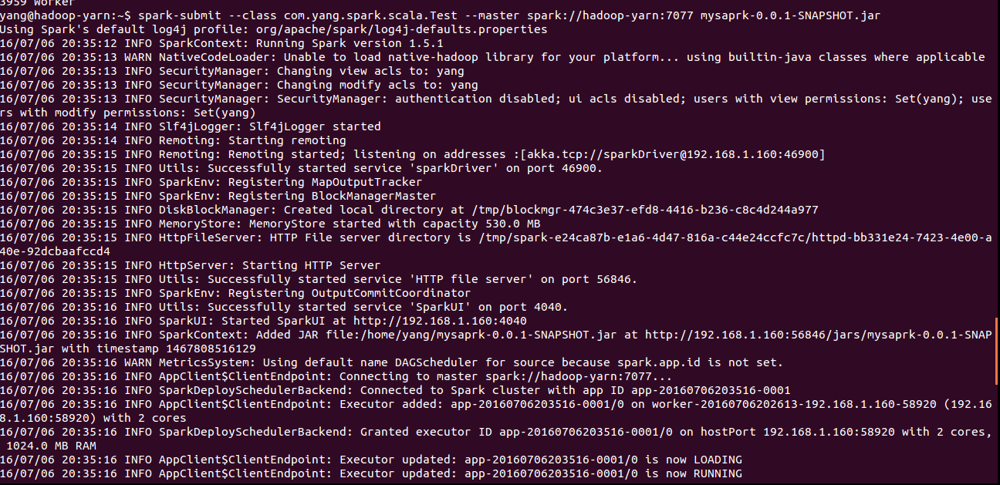 3959 Worker
yang@hadoop-yarn:~$ spark-submit --class com.yang.spark.scala.Test --master spark://hadoop-yarn:7077 mysaprk-0.0.1-SNAPSHOT.jar
Using Spark's default log4j profile: org/apache/spark/log4j-defaults.properties
16/07/06 20:35:12 INFO SparkContext: Running Spark version 1.5.1
16/07/06 20:35:13 WARN NativeCodeLoader: Unable to load native-hadoop library for your platform... using builtin-java classes where applicable
16/07/06 20:35:13 INFO SecurityManager: Changing view acls to: yang
16/07/06 20:35:13 INFO SecurityManager: Changing modify acls to: yang
16/07/06 20:35:13 INFO SecurityManager: SecurityManager: authentication disabled; ui acls disabled; users with view permissions: Set(yang); use
rs with modify permissions: Set(yang)
16/07/06 20:35:14 INFO Slf4jLogger: Slf4jLogger started
16/07/06 20:35:14 INFO Remoting: Starting remoting
16/07/06 20:35:15 INFO Remoting: Remoting started; listening on addresses :[akka.tcp://sparkDriver@192.168.1.160:46900]
16/07/06 20:35:15 INFO Utils: Successfully started service 'sparkDriver' on port 46900.
16/07/06 20:35:15 INFO SparkEnv: Registering MapOutputTracker
16/07/06 20:35:15 INFO SparkEnv: Registering BlockManagerMaster
16/07/06 20:35:15 INFO DiskBlockManager: Created local directory at /tmp/blockmgr-474c3e37-efd8-4416-b236-c8c4d244a977
16/07/06 20:35:15 INFO MemoryStore: MemoryStore started with capacity 530.0 MB
16/07/06 20:35:15 INFO HttpFileServer: HTTP File server directory is /tmp/spark-e24ca87b-e1a6-4d47-816a-c44e24ccfc7c/httpd-bb331e24-7423-4e00-a
40e-92dcbaafccd4
16/07/06 20:35:15 INFO HttpServer: Starting HTTP Server
16/07/06 20:35:15 INFO Utils: Successfully started service 'HTTP file server' on port 56846.
16/07/06 20:35:15 INFO SparkEnv: Registering OutputCommitCoordinator
16/07/06 20:35:16 INFO Utils: Successfully started service 'SparkUI' on port 4040.
16/07/06 20:35:16 INFO SparkUI: Started SparkUI at http://192.168.1.160:4040
16/07/06 20:35:16 INFO SparkContext: Added JAR file:/home/yang/mysaprk-0.0.1-SNAPSHOT.jar at http://192.168.1.160:56846/jars/mysaprk-0.0.1-SNAP
SHOT.jar with timestamp 1467808516129
16/07/06 20:35:16 WARN MetricsSystem: Using default name DAGScheduler for source because spark.app.id is not set.
16/07/06 20:35:16 INFO AppClient$ClientEndpoint: Connecting to master spark://hadoop-yarn:7077...
16/07/06 20:35:16 INFO SparkDeploySchedulerBackend: Connected to Spark cluster with app ID app-20160706203516-0001
16/07/06 20:35:16 INFO AppClient$ClientEndpoint: Executor added: app-20160706203516-0001/0 on worker-20160706202613-192.168.1.160-58920 (192.16
8.1.160:58920) with 2 cores
16/07/06 20:35:16 INFO SparkDeploySchedulerBackend: Granted executor ID app-20160706203516-0001/0 on hostPort 192.168.1.160:58920 with 2 cores,
 1024.0 MB RAM
16/07/06 20:35:16 INFO AppClient$ClientEndpoint: Executor updated: app-20160706203516-0001/0 is now LOADING
16/07/06 20:35:16 INFO AppClient$ClientEndpoint: Executor updated: app-20160706203516-0001/0 is now RUNNING